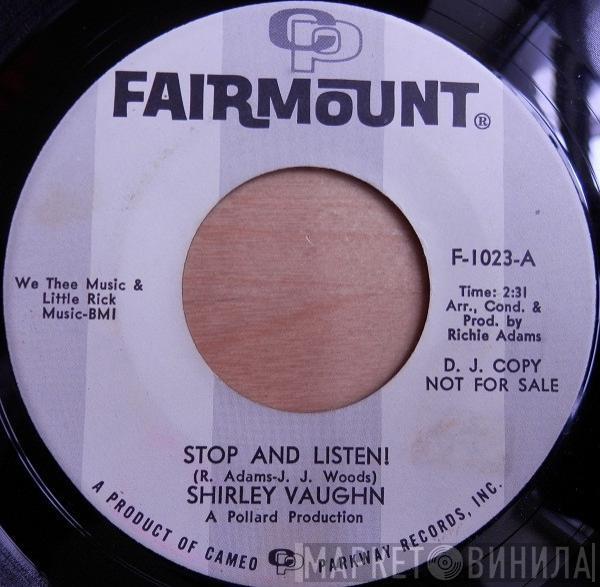 CP
FAIRMOUNT®
We Thee Music &
Little Rick
Music-BMI
F-1023-A
Time: 2:31
Arr., Cond. &
Prod. by
Richie Adams
D. J. COPY
NOT FOR SALE
STOP AND LISTEN!
(R. Adams-J. J. Woods)
SHIRLEY VAUGHN
A Pollard Production
A PRODUCT OF CAMEO CP PARKWAY RECORDS, INC.
МАРКЕТ ВИНИЛА